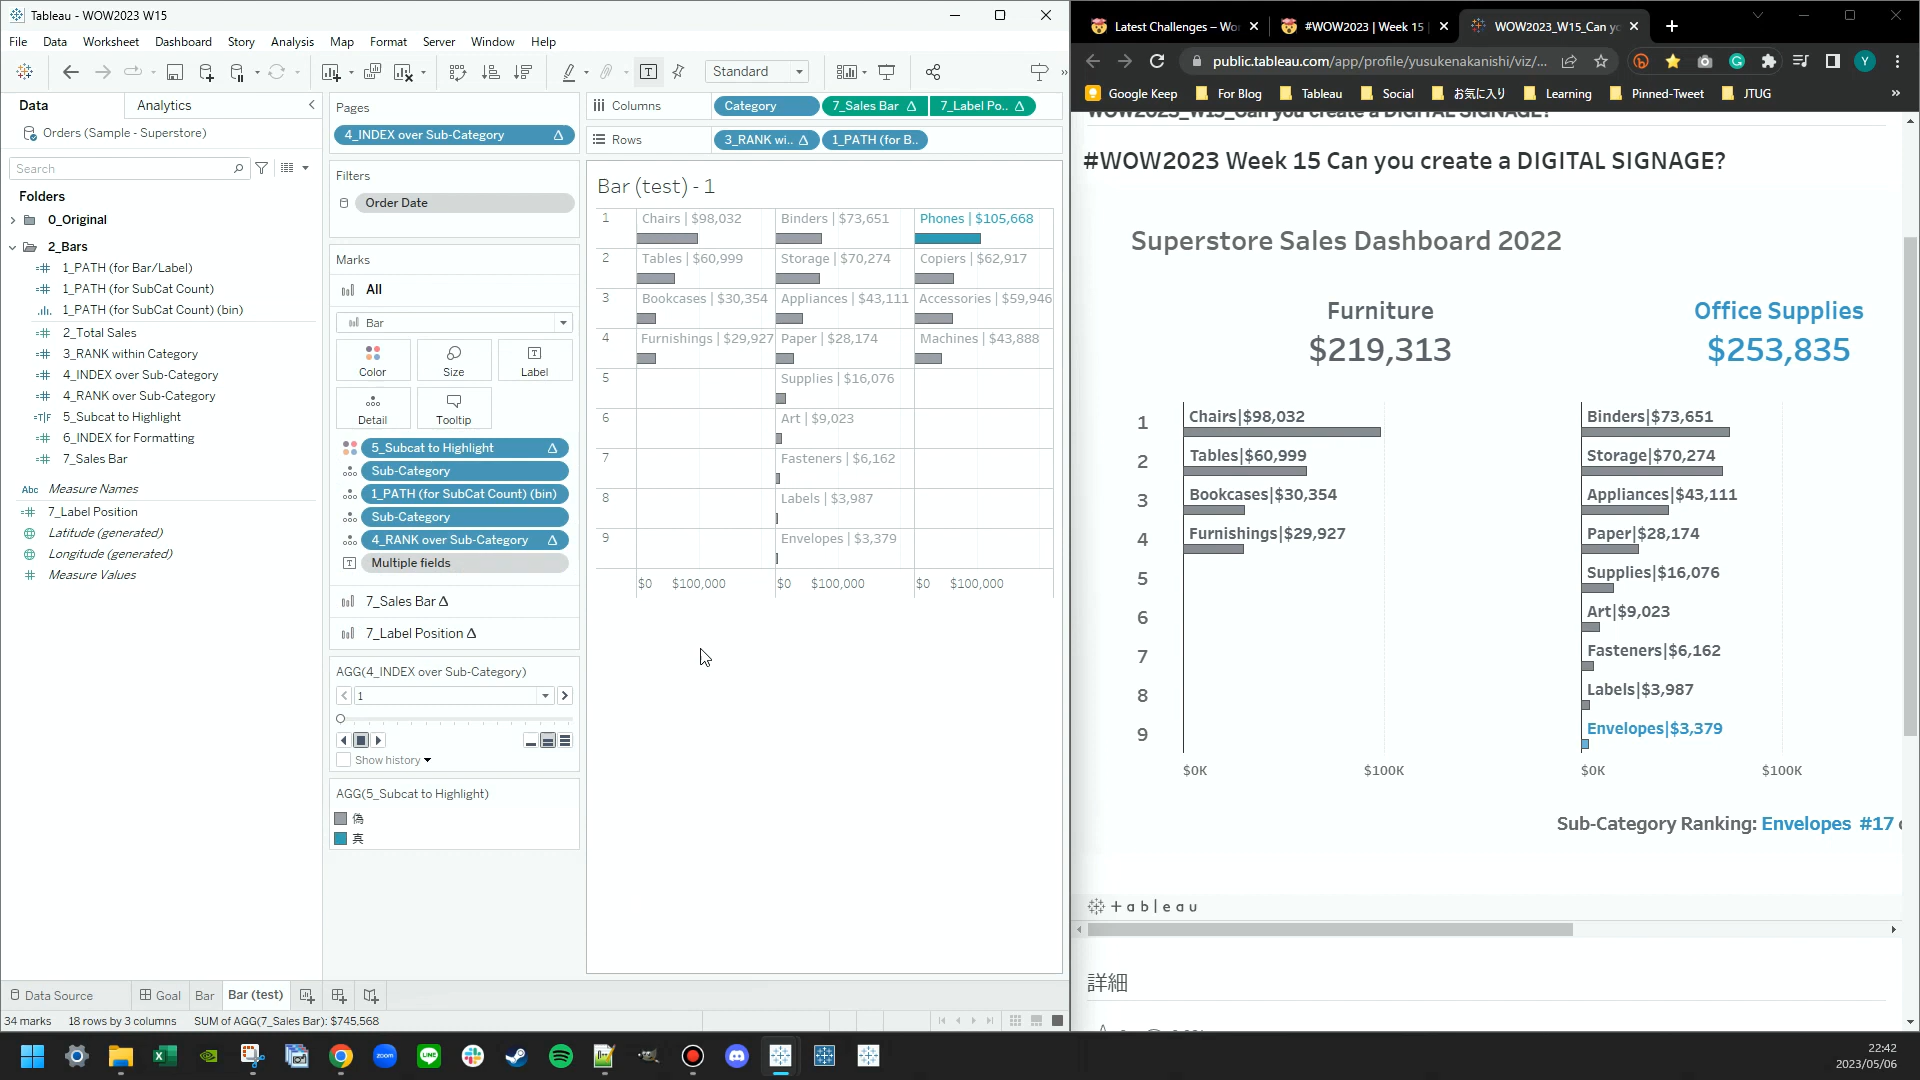 Tableau - WOW2023 W15
File Data Worksheet Dashboard Story Analysis Map Format Server Window Help
Standard
Data Analytics
Orders (Sample - Superstore)
Search
Folders
0_Original
2_Bars
1_PATH (for Bar/Label)
1_PATH (for SubCat Count)
1_PATH (for SubCat Count) (bin)
2_Total Sales
3_RANK within Category
4_INDEX over Sub-Category
4_RANK over Sub-Category
5_Subcat to Highlight
6_INDEX for Formatting
7_Sales Bar
Abc Measure Names
7_Label Position
Latitude (generated)
Longitude (generated)
Measure Values
Pages
4_INDEX over Sub-Category
Filters
Order Date
Marks
All
Bar
Color Size Label
Detail Tooltip
5_Subcat to Highlight
Sub-Category
1_PATH (for SubCat Count) (bin)
Sub-Category
4_RANK over Sub-Category
Multiple fields
7_Sales Bar Δ
7_Label Position Δ
AGG(4_INDEX over Sub-Category)
1
Show history
AGG(5_Subcat to Highlight)
偽
真
Columns Category 7_Sales Bar Δ 7_Label Po.. Δ
Rows 3_RANK wi.. Δ 1_PATH (for B..
Bar (test) - 1
1 Chairs | $98,032 Binders | $73,651 Phones | $105,668
2 Tables | $60,999 Storage | $70,274 Copiers | $62,917
3 Bookcases | $30,354 Appliances | $43,111 Accessories | $59,946
4 Furnishings | $29,927 Paper | $28,174 Machines | $43,888
5 Supplies | $16,076
6 Art | $9,023
7 Fasteners | $6,162
8 Labels | $3,987
9 Envelopes | $3,379
$0 $100,000 $0 $100,000 $0 $100,000
Data Source Goal Bar Bar (test)
34 marks 18 rows by 3 columns SUM of AGG(7_Sales Bar): $745,568
Latest Challenges – Wo #WOW2023 | Week 15 WOW2023_W15_Can yo
public.tableau.com/app/profile/yusukenakanishi/viz/...
Y
Google Keep For Blog Tableau Social お気に入り Learning Pinned-Tweet JTUG »
WOW2023_W15_Can you create a DIGITAL SIGNAGE?
#WOW2023 Week 15 Can you create a DIGITAL SIGNAGE?
Superstore Sales Dashboard 2022
Furniture Office Supplies
$219,313 $253,835
1 Chairs|$98,032 Binders|$73,651
2 Tables|$60,999 Storage|$70,274
3 Bookcases|$30,354 Appliances|$43,111
4 Furnishings|$29,927 Paper|$28,174
5 Supplies|$16,076
6 Art|$9,023
7 Fasteners|$6,162
8 Labels|$3,987
9 Envelopes|$3,379
$0K $100K $0K $100K
Sub-Category Ranking: Envelopes #17
+ a b l e a u
詳細
zoom
LINE
22:42
2023/05/06